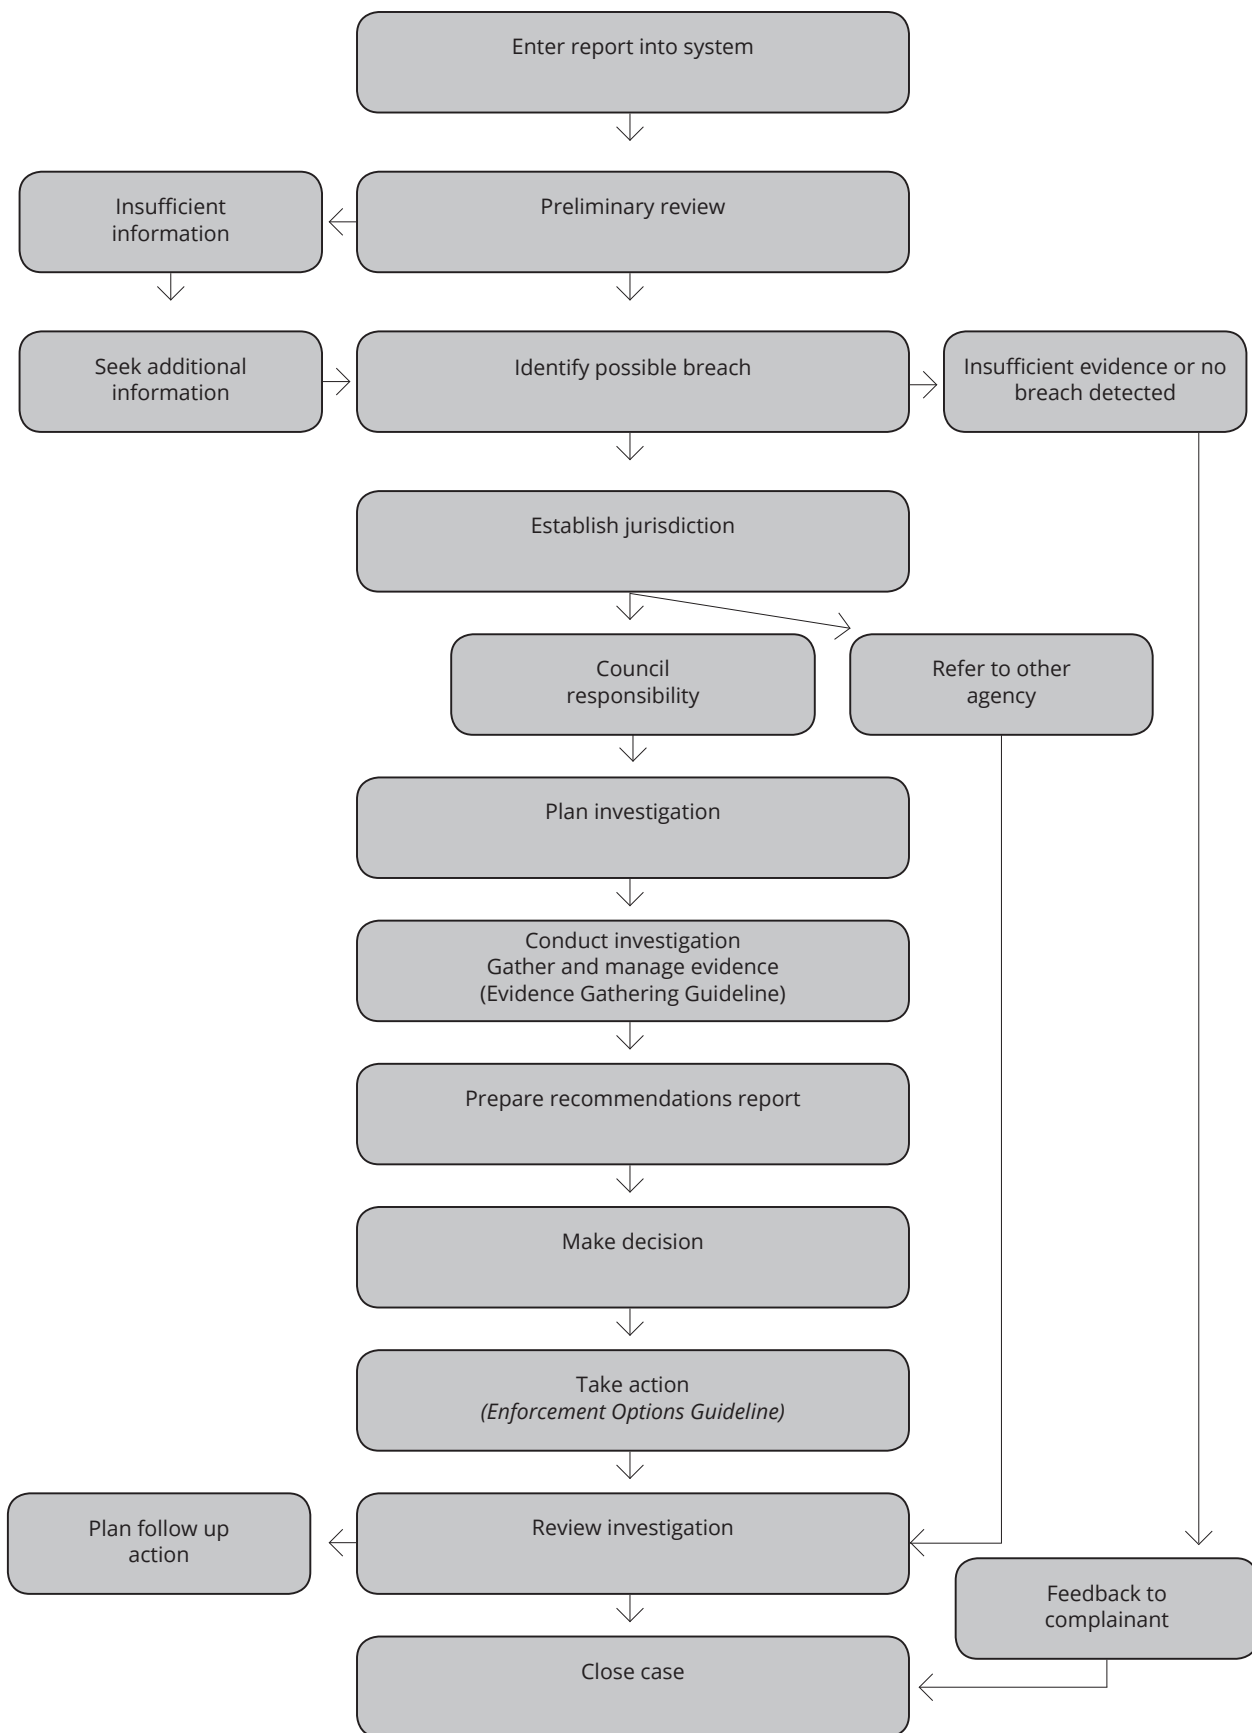 Enter report into system
Insufficient
information
Preliminary review
Seek additional
information
Identify possible breach
Insufficient evidence or no
breach detected
Establish jurisdiction
Council
responsibility
Refer to other
agency
Plan investigation
Conduct investigation
Gather and manage evidence
(Evidence Gathering Guideline)
Prepare recommendations report
Make decision
Take action
(Enforcement Options Guideline)
Plan follow up
action
Review investigation
Feedback to
complainant
Close case